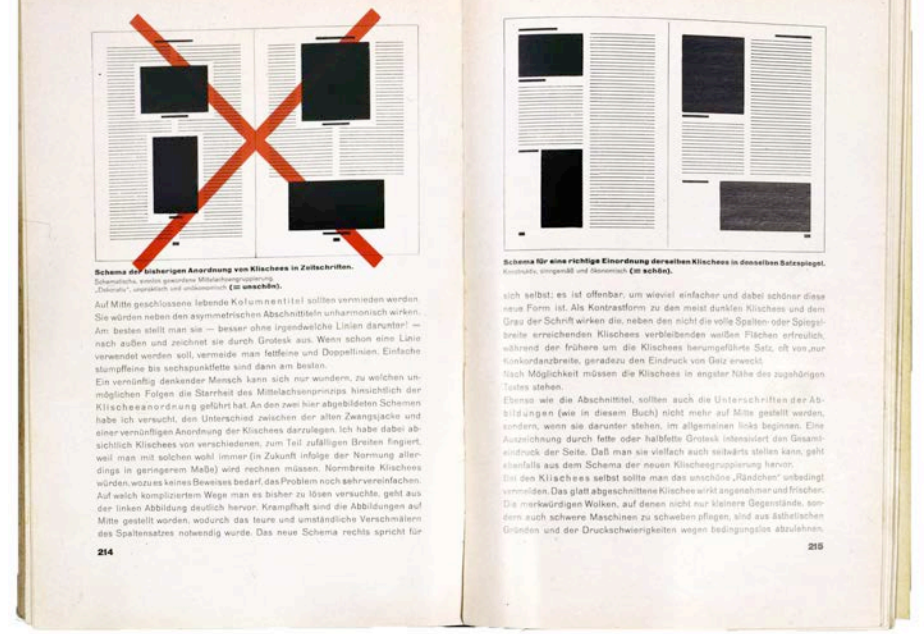 Schema der bisherigen Anordnung von Klischees in Zeitschriften.
Schematische, sinnlos gewordene Mittelachsengruppierung.
„Dekorativ“, unpraktisch und unökonomisch (= unschön).
Auf Mitte geschlossene lebende Kolumnentitel sollten vermieden werden.
Sie würden neben den asymmetrischen Abschnittiteln unharmonisch wirken.
Am besten stellt man sie — besser ohne irgendwelche Linien darunter! —
nach außen und zeichnet sie durch Grotesk aus. Wenn schon eine Linie
verwendet werden soll, vermeide man fettfeine und Doppellinien. Einfache
stumpffeine bis sechspunktfette sind dann am besten.
Ein vernünftig denkender Mensch kann sich nur wundern, zu welchen un-
möglichen Folgen die Starrheit des Mittelachsenprinzips hinsichtlich der
Klischeeanordnung geführt hat. An den zwei hier abgebildeten Schemen
habe ich versucht, den Unterschied zwischen der alten Zwangsjacke und
einer vernünftigen Anordnung der Klischees darzulegen. Ich habe dabei ab-
sichtlich Klischees von verschiedenen, zum Teil zufälligen Breiten fingiert,
weil man mit solchen wohl immer (in Zukunft infolge der Normung aller-
dings in geringerem Maße) wird rechnen müssen. Normbreite Klischees
würden, wozu es keines Beweises bedarf, das Problem noch sehr vereinfachen.
Auf welch kompliziertem Wege man es bisher zu lösen versuchte, geht aus
der linken Abbildung deutlich hervor. Krampfhaft sind die Abbildungen auf
Mitte gestellt worden, wodurch das teure und umständliche Verschmälern
des Spaltensatzes notwendig wurde. Das neue Schema rechts spricht für
214
Schema für eine richtige Einordnung derselben Klischees in denselben Satzspiegel.
Konstruktiv, sinngemäß und ökonomisch (= schön).
sich selbst; es ist offenbar, um wieviel einfacher und dabei schöner diese
neue Form ist. Als Kontrastform zu den meist dunklen Klischees und dem
Grau der Schrift wirken die, neben den nicht die volle Spalten- oder Spiegel-
breite erreichenden Klischees verbleibenden weißen Flächen erfreulich,
während der frühere um die Klischees herumgeführte Satz, oft von nur
Konkordanzbreite, geradezu den Eindruck von Geiz erweckt.
Nach Möglichkeit müssen die Klischees in engster Nähe des zugehörigen
Textes stehen.
Ebenso wie die Abschnittitel, sollten auch die Unterschriften der Ab-
bildungen (wie in diesem Buch) nicht mehr auf Mitte gestellt werden,
sondern, wenn sie darunter stehen, im allgemeinen links beginnen. Eine
Auszeichnung durch fette oder halbfette Grotesk intensiviert den Gesamt-
eindruck der Seite. Daß man sie vielfach auch seitwärts stellen kann, geht
ebenfalls aus dem Schema der neuen Klischeegruppierung hervor.
Bei den Klischees selbst sollte man das unschöne „Rändchen“ unbedingt
vermeiden. Das glatt abgeschnittene Klischee wirkt angenehmer und frischer.
Die merkwürdigen Wolken, auf denen nicht nur kleinere Gegenstände, son-
dern auch schwere Maschinen zu schweben pflegen, sind aus ästhetischen
Gründen und der Druckschwierigkeiten wegen bedingungslos abzulehnen.
215